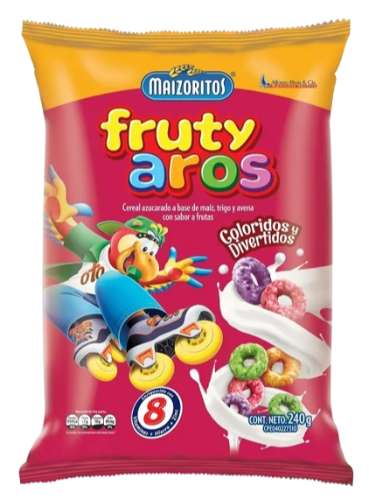 MAIZORITOS
fruty
aros
Cereal azucarado a base de maíz, trigo y avena
con sabor a frutas
Coloridos y
Divertidos
8
CONT. NETO: 240g
CPE040227510